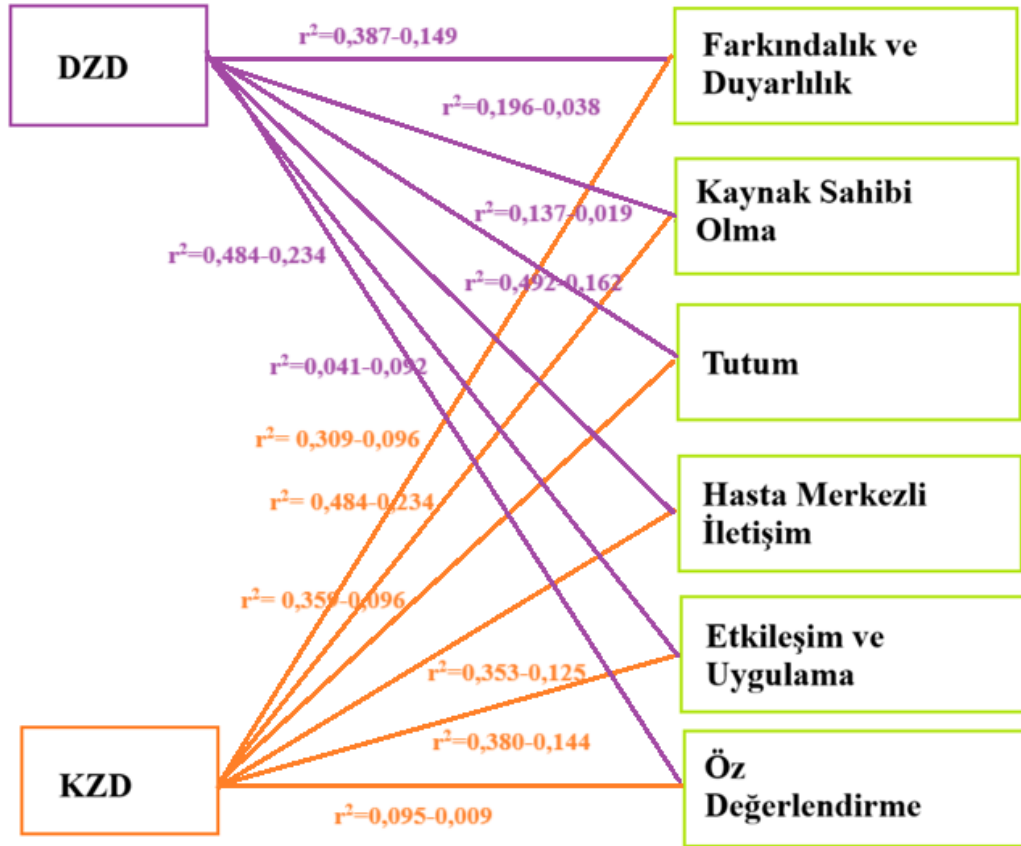 DZD
r²=0,387-0,149
Farkındalık ve
Duyarlılık
r²=0,196-0,038
Kaynak Sahibi
Olma
r²=0,137-0,019
r²=0,484-0,234
r²=0,492-0,162
Tutum
r²=0,041-0,092
r²= 0,309-0,096
r²= 0,484-0,234
Hasta Merkezli
İletişim
r²= 0,359-0,096
Etkileşim ve
Uygulama
r²=0,353-0,125
r²=0,380-0,144
KZD
Öz
Değerlendirme
r²=0,095-0,009